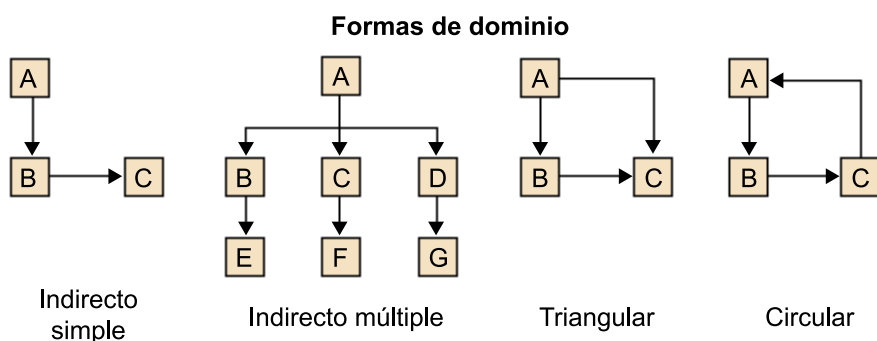 Formas de dominio
A
B
C
A
B
C
D
E
F
G
A
B
C
A
B
C
Indirecto
simple
Indirecto múltiple
Triangular
Circular